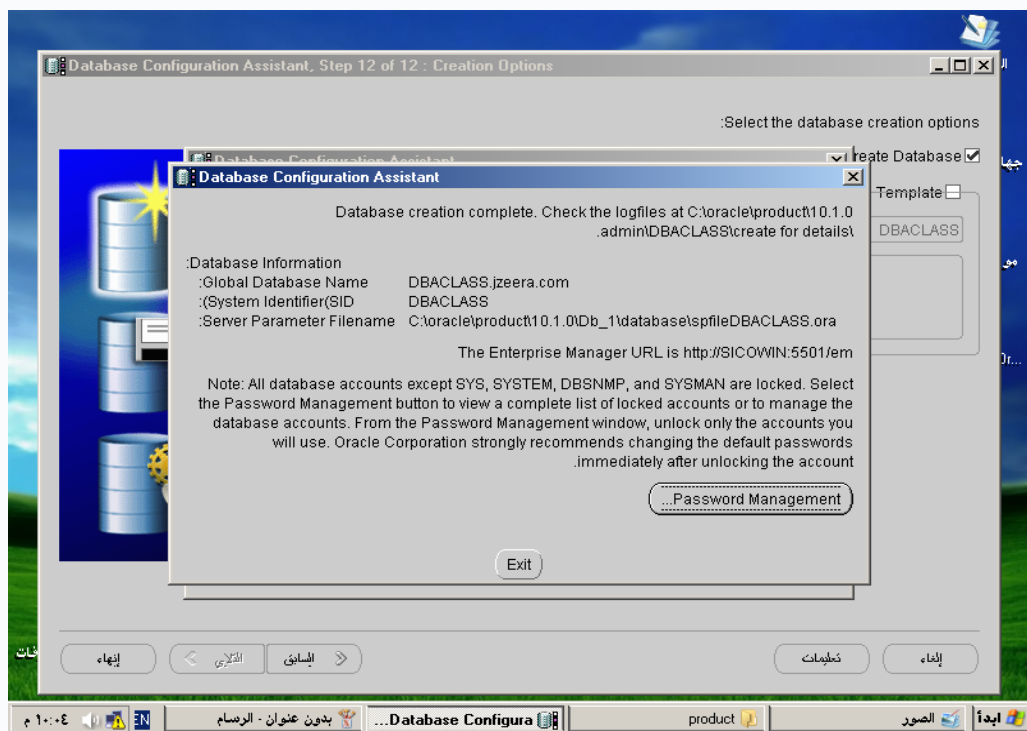 Database Configuration Assistant, Step 12 of 12 : Creation Options
:Select the database creation options
reate Database
Template
DBACLASS
Database Configuration Assistant
Database Configuration Assistant
Database creation complete. Check the logfiles at C:\oracle\product\10.1.0
.admin\DBACLASS\create for details\
:Database Information
:Global Database Name DBACLASS.jzeera.com
:(System Identifier(SID DBACLASS
:Server Parameter Filename C:\oracle\product\10.1.0\Db_1\database\spfileDBACLASS.ora
The Enterprise Manager URL is http://SICOWIN:5501/em
Note: All database accounts except SYS, SYSTEM, DBSNMP, and SYSMAN are locked. Select
the Password Management button to view a complete list of locked accounts or to manage the
database accounts. From the Password Management window, unlock only the accounts you
will use. Oracle Corporation strongly recommends changing the default passwords
.immediately after unlocking the account
...Password Management
Exit
إلغاء
تعليمات
السابق
التالي
إنهاء
جها
مو
Or...
فات
ابدأ
الصور
product
...Database Configura
بدون عنوان - الرسام
EN
١٠:٠٤ م